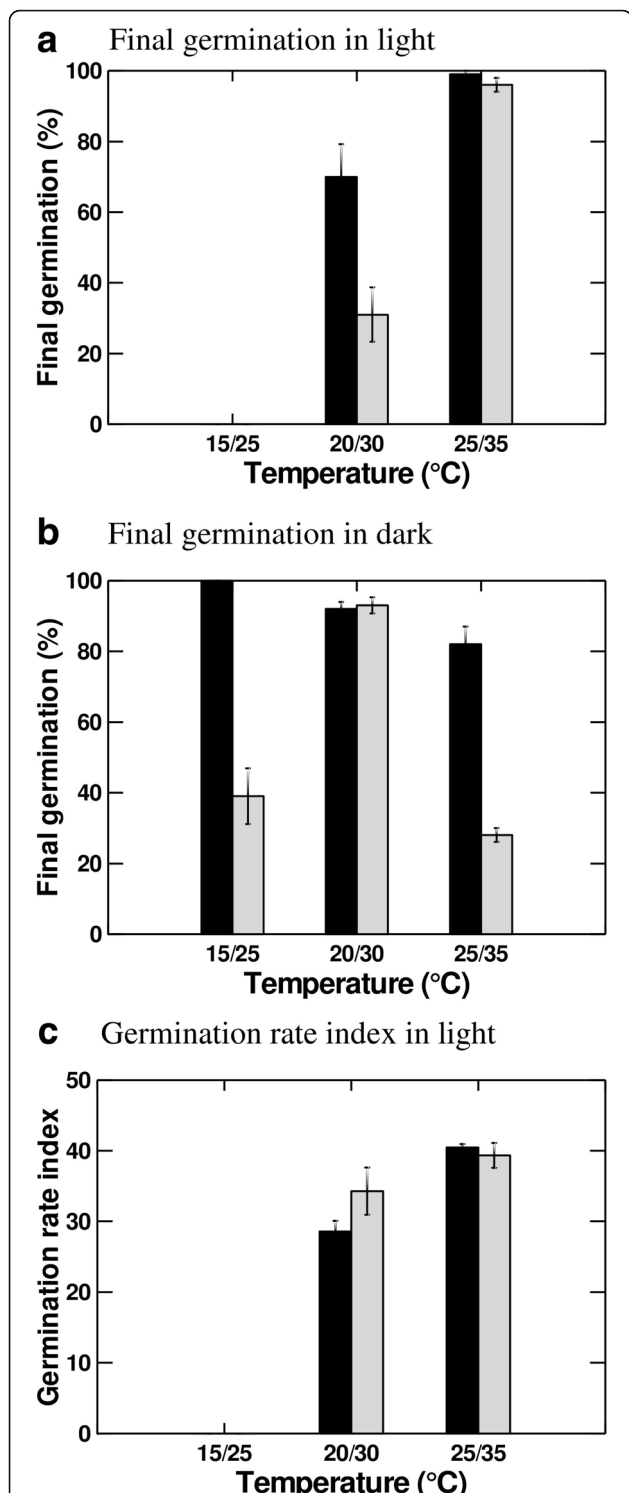 a Final germination in light
100
80
60
40
20
0
Final germination (%)
15/25 20/30 25/35
Temperature (°C)
b Final germination in dark
100
80
60
40
20
0
Final germination (%)
15/25 20/30 25/35
Temperature (°C)
c Germination rate index in light
50
40
30
20
10
0
Germination rate index
15/25 20/30 25/35
Temperature (°C)